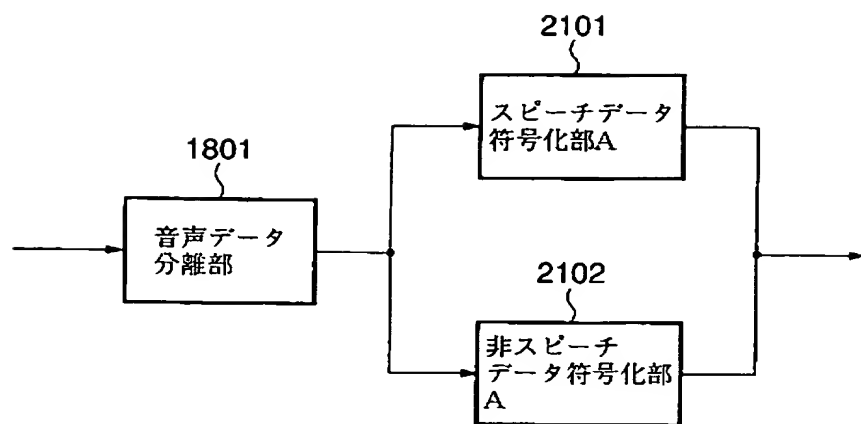 2101
スピーチデータ
符号化部A
1801
音声データ
分離部
2102
非スピーチ
データ符号化部
A